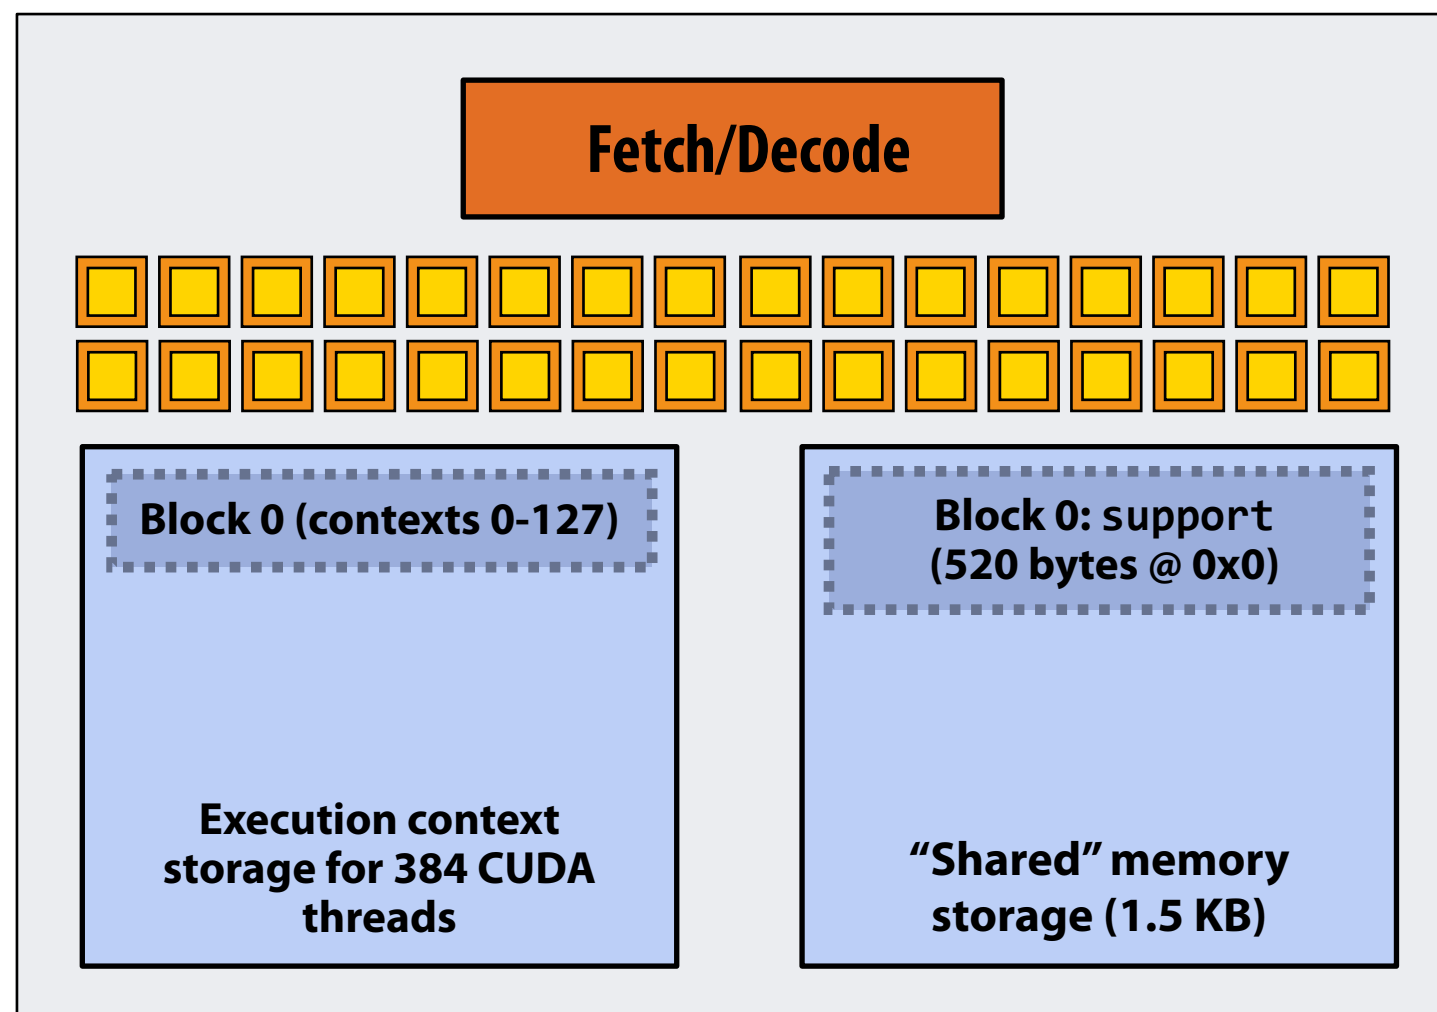 Fetch/Decode
Block 0 (contexts 0-127)
Execution context
storage for 384 CUDA
threads
Block 0: support
(520 bytes @ 0x0)
“Shared” memory
storage (1.5 KB)